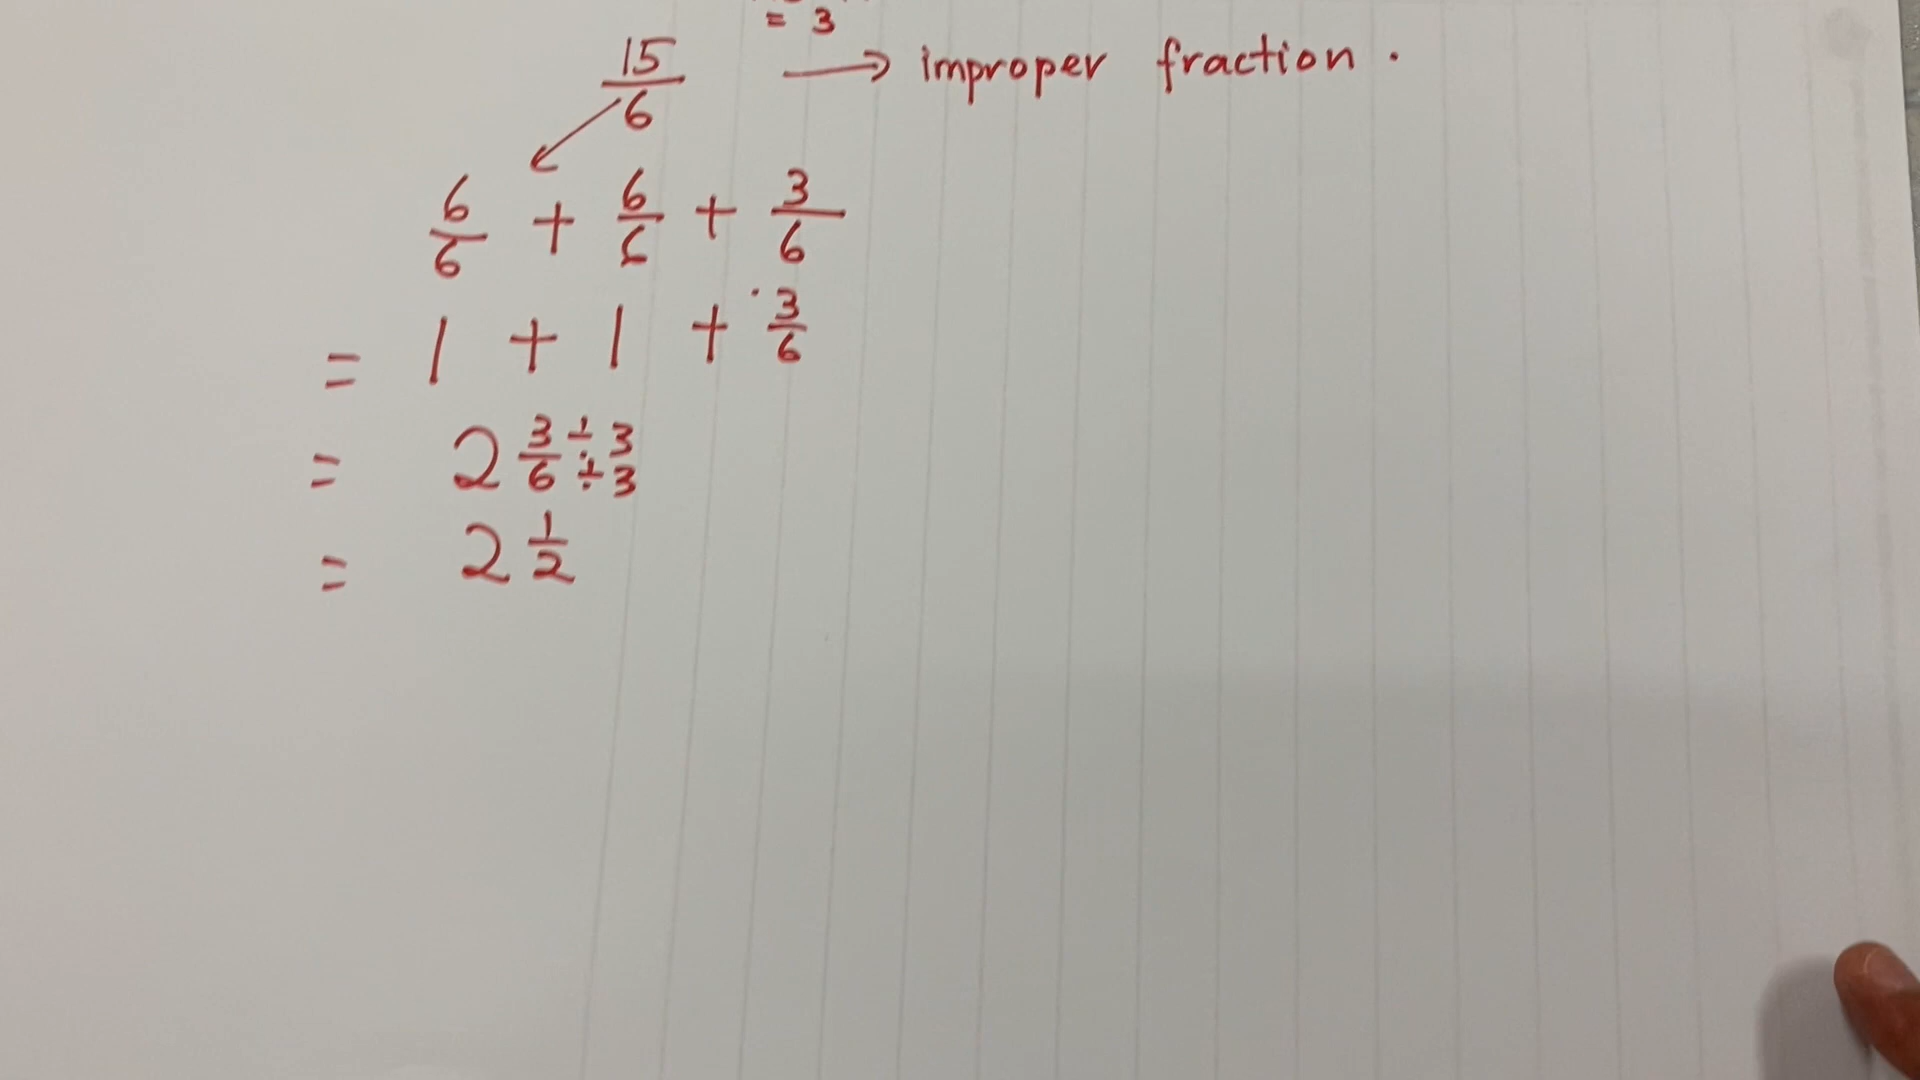 = 3
15/6 → improper fraction.
6/6 + 6/6 + 3/6
= 1 + 1 + 3/6
= 2 3/6 ÷3/÷3
= 2 1/2